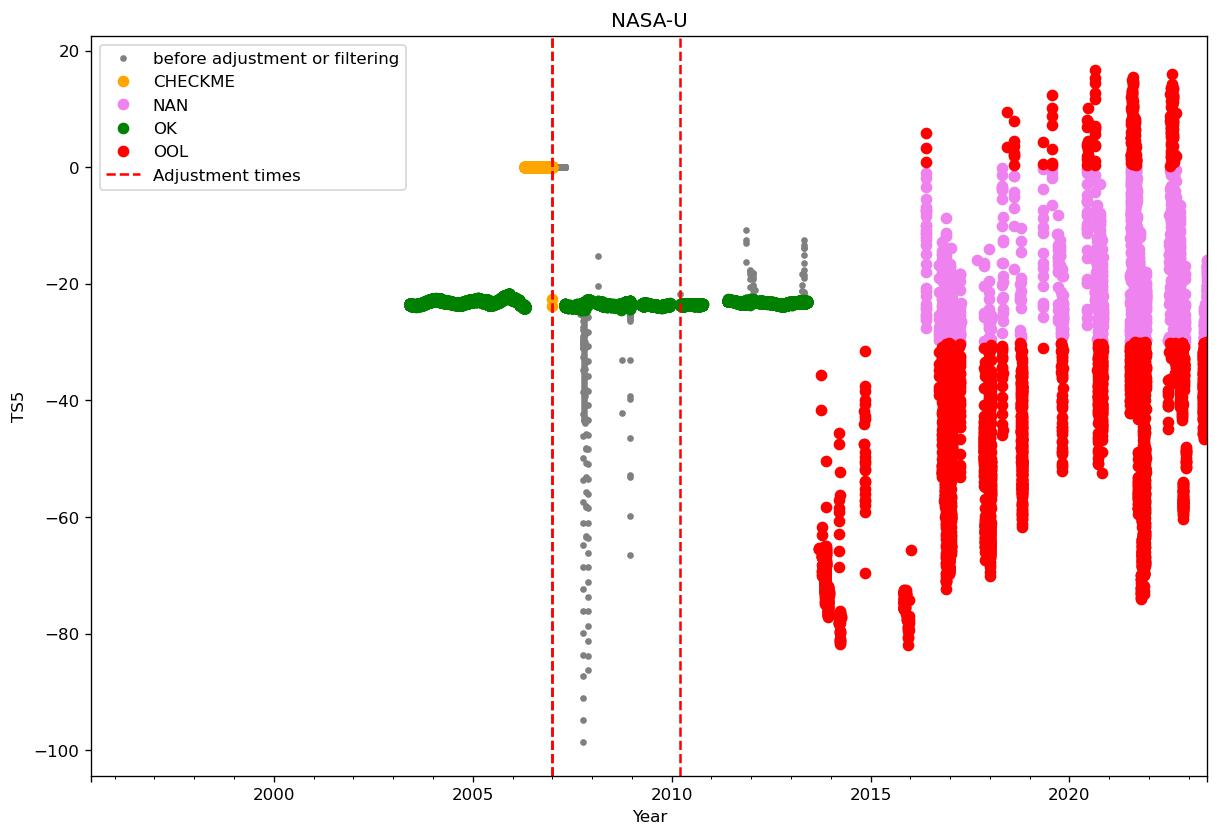 NASA-U
before adjustment or filtering
CHECKME
NAN
OK
OOL
Adjustment times
20
0
−20
−40
−60
−80
−100
TS5
2000 2005 2010 2015 2020
Year